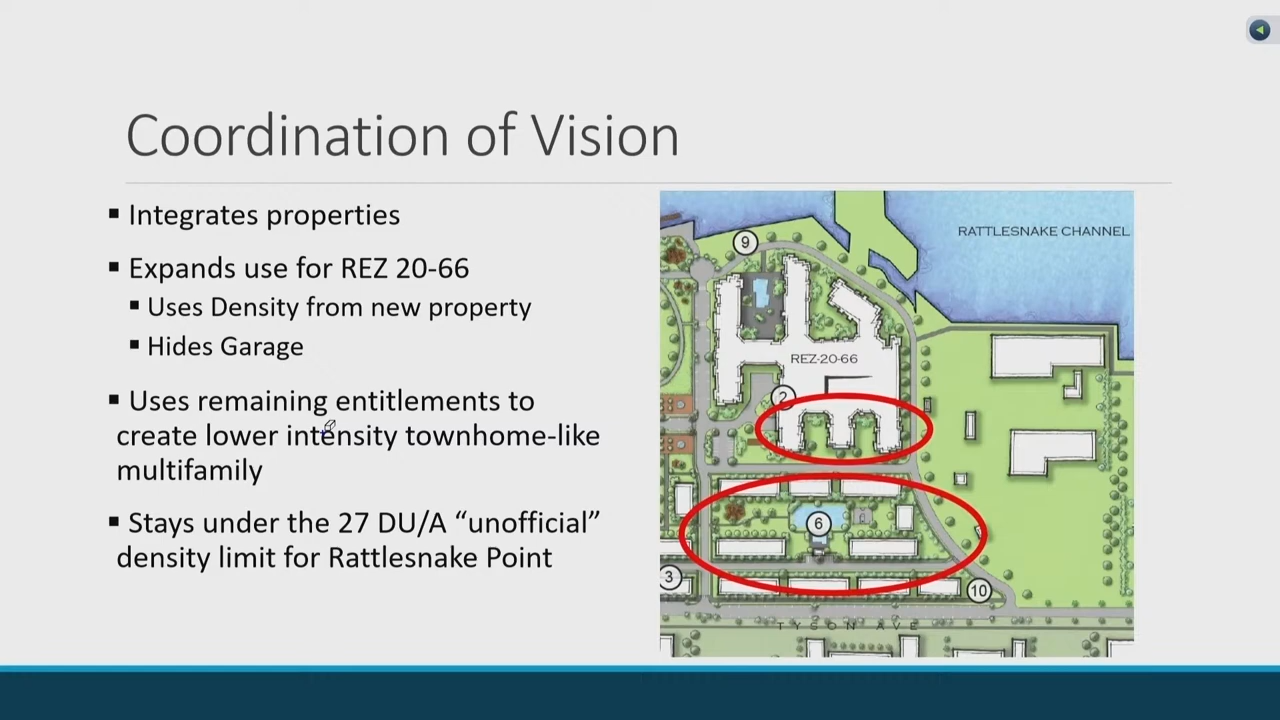 Coordination of Vision
▪ Integrates properties
▪ Expands use for REZ 20-66
▪ Uses Density from new property
▪ Hides Garage
▪ Uses remaining entitlements to
create lower intensity townhome-like
multifamily
▪ Stays under the 27 DU/A “unofficial”
density limit for Rattlesnake Point
RATTLESNAKE CHANNEL
9
REZ-20-66
2
6
3
10
TYSON AVE